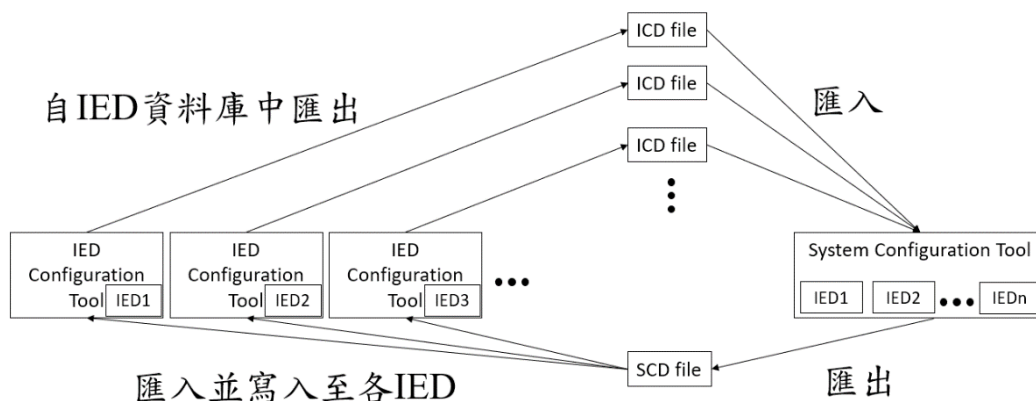 ICD file
ICD file
自IED資料庫中匯出
匯入
ICD file
IED
Configuration
Tool
IED1
IED
Configuration
Tool
IED2
IED
Configuration
Tool
IED3
System Configuration Tool
IED1
IED2
IEDn
SCD file
匯入並寫入至各IED
匯出